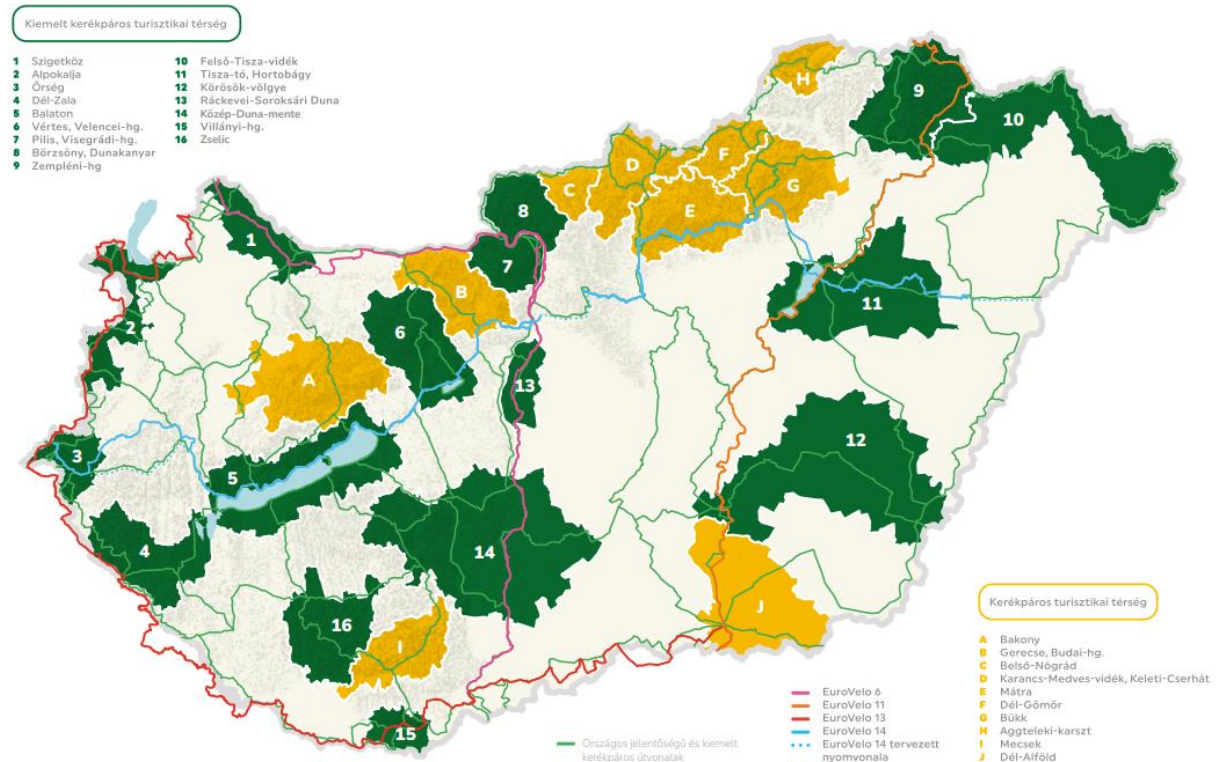 Kiemelt kerékpáros turisztikai térség
1 Szigetköz
2 Alpokalja
3 Őrség
4 Dél-Zala
5 Balaton
6 Vértes, Velencei-hg.
7 Pilis, Visegrádi-hg.
8 Börzsöny, Dunakanyar
9 Zempléni-hg
10 Felső-Tisza-vidék
11 Tisza-tó, Hortobágy
12 Körösök-völgye
13 Ráckevei-Soroksári Duna
14 Közép-Duna-mente
15 Villányi-hg.
16 Zselic
H
9
10
D
F
C
G
8
E
1
7
B
11
2
6
A
13
12
3
5
4
14
J
16
I
15
Kerékpáros turisztikai térség
A Bakony
B Gerecse, Budai-hg.
C Belső-Nógrád
D Karancs-Medves-vidék, Keleti-Cserhát
E Mátra
F Dél-Gömör
G Bükk
H Aggteleki-karszt
I Mecsek
J Dél-Alföld
EuroVelo 6
EuroVelo 11
EuroVelo 13
EuroVelo 14
EuroVelo 14 tervezett
nyomvonala
Országos jelentőségű és kiemelt
kerékpáros útvonalak